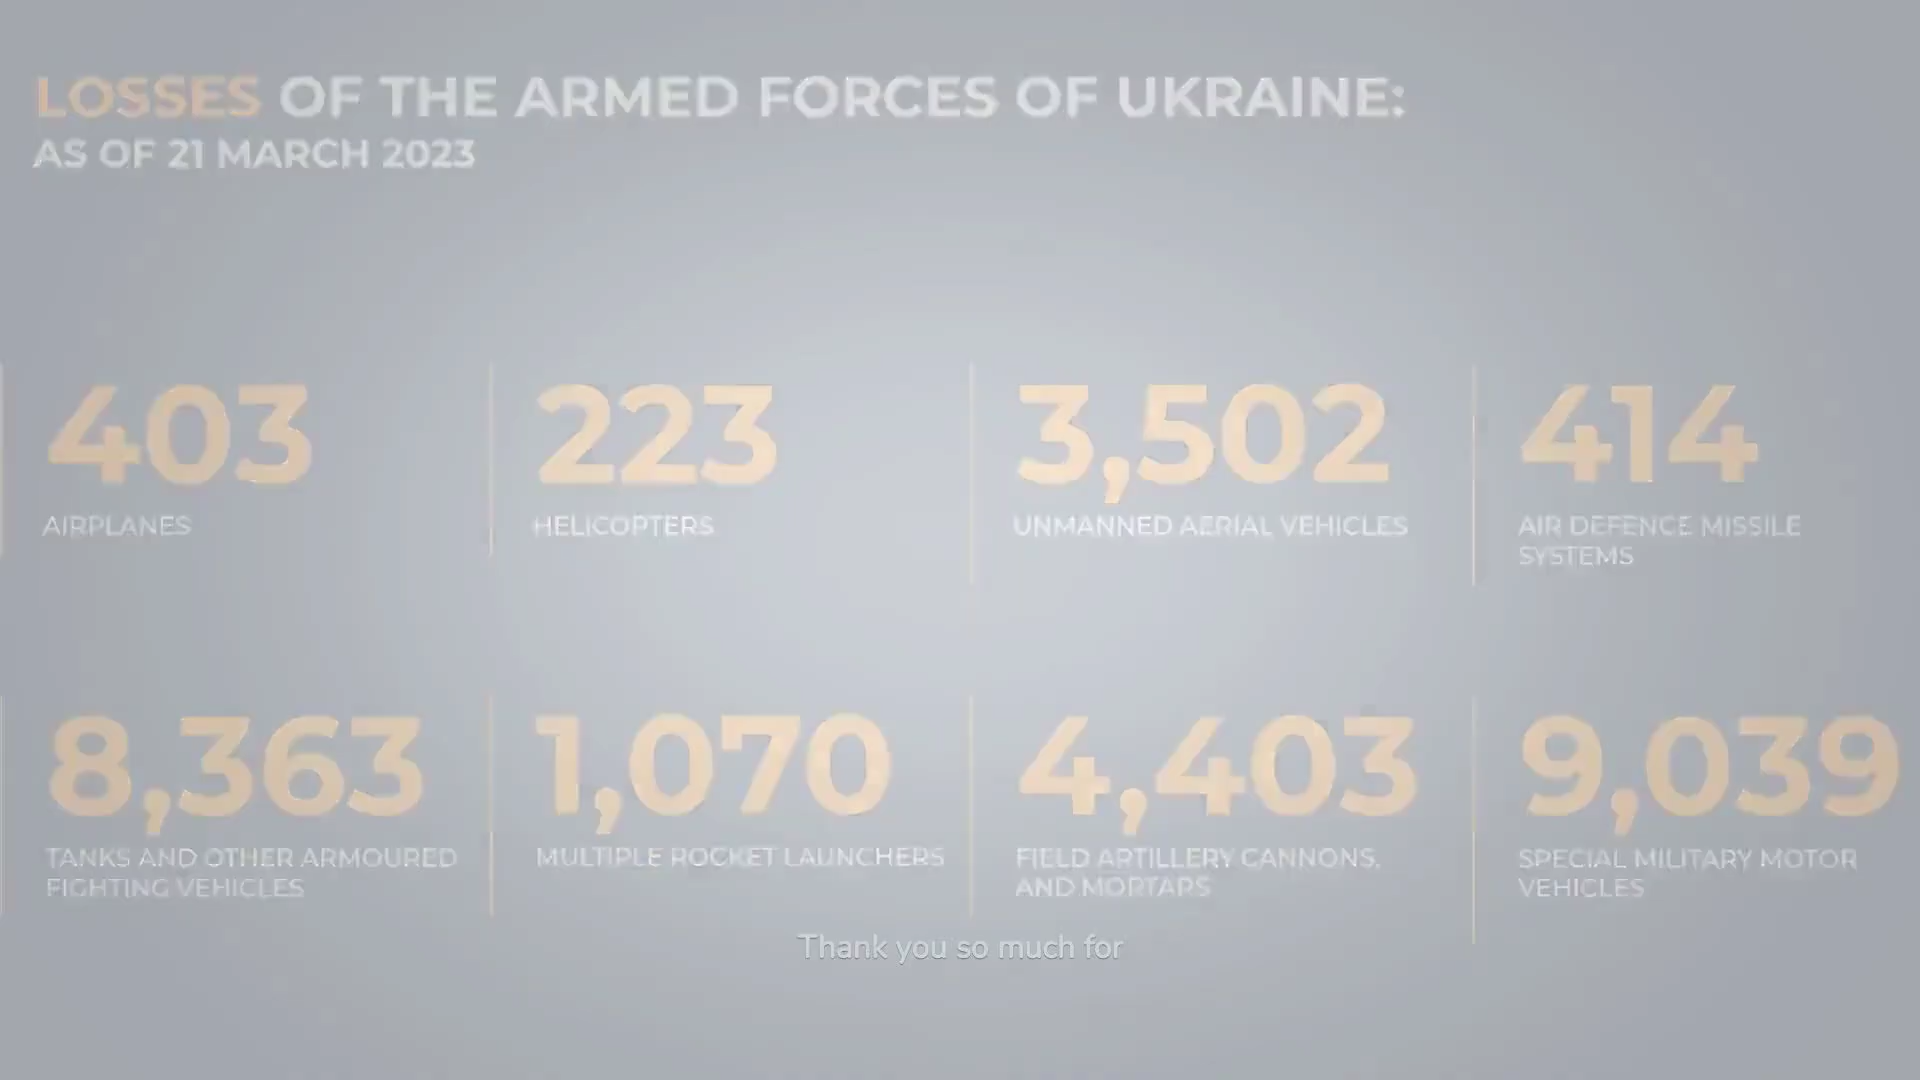 LOSSES OF THE ARMED FORCES OF UKRAINE:
AS OF 21 MARCH 2023
403
AIRPLANES
223
HELICOPTERS
3,502
UNMANNED AERIAL VEHICLES
414
AIR DEFENCE MISSILE
SYSTEMS
8,363
TANKS AND OTHER ARMOURED
FIGHTING VEHICLES
1,070
MULTIPLE ROCKET LAUNCHERS
4,403
FIELD ARTILLERY CANNONS,
AND MORTARS
9,039
SPECIAL MILITARY MOTOR
VEHICLES
Thank you so much for